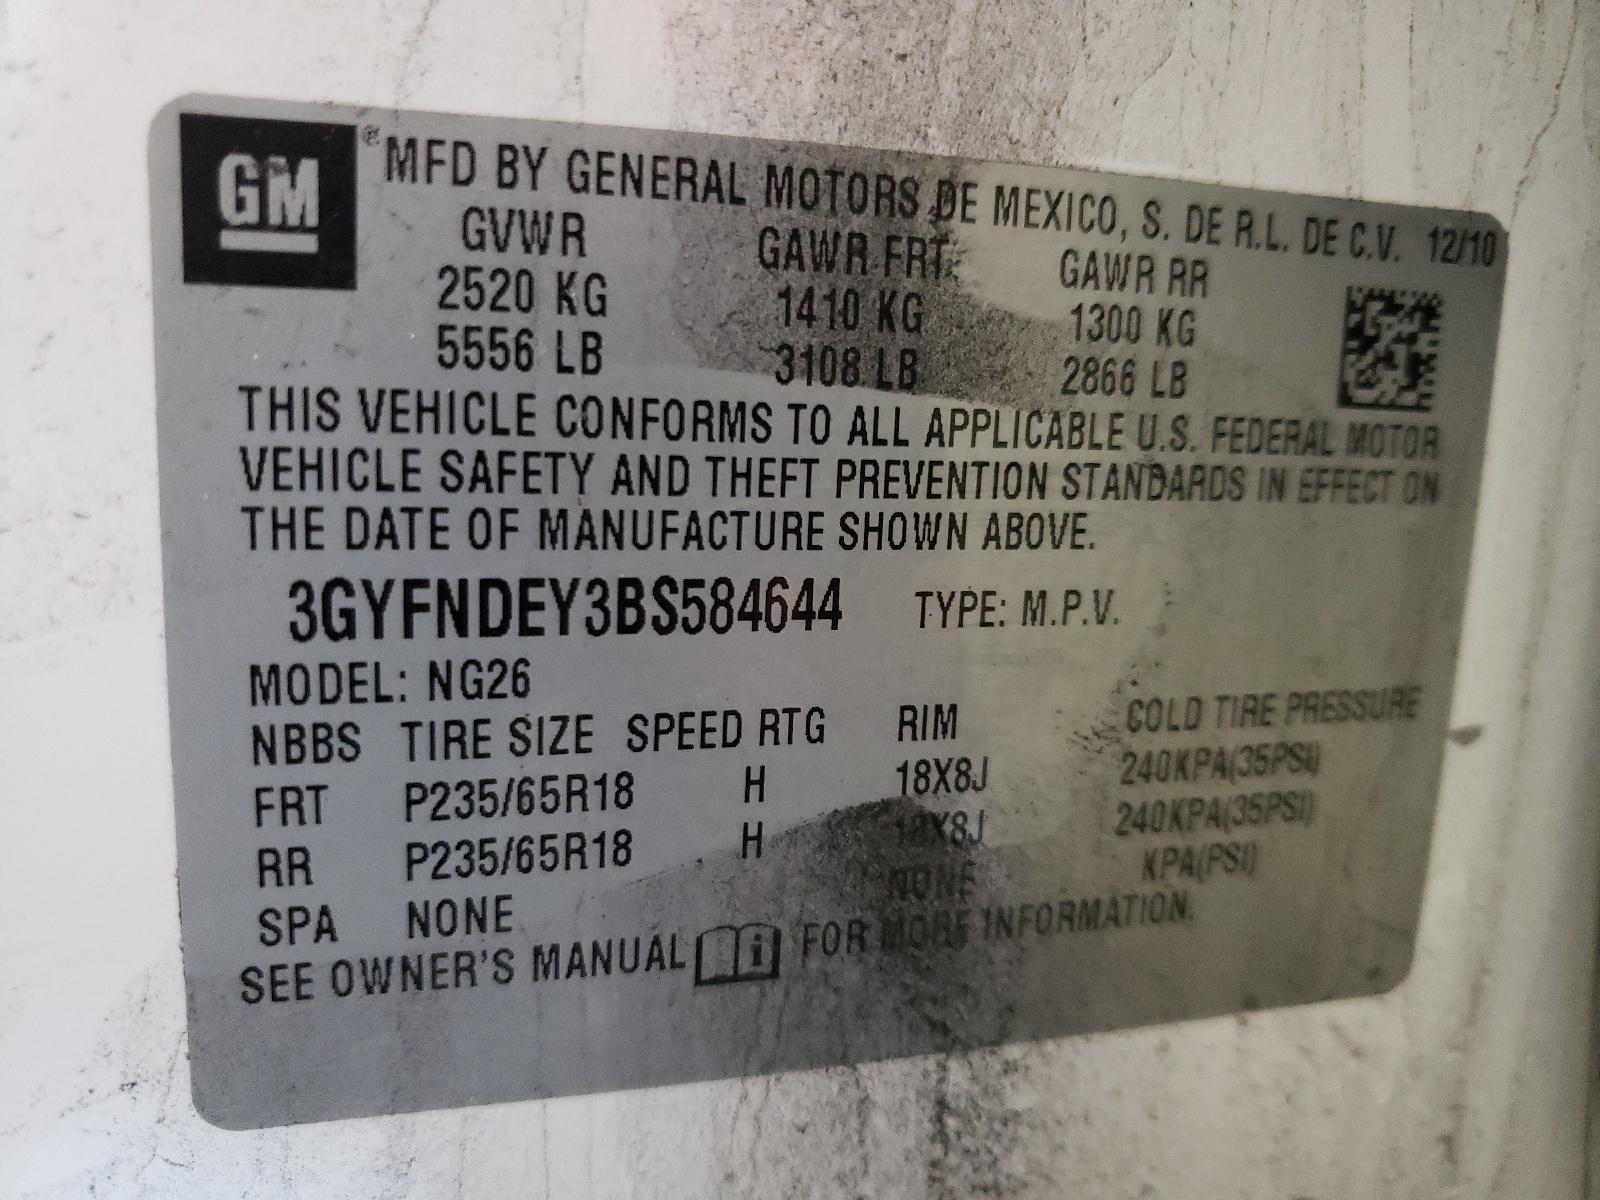 GM ® MFD BY GENERAL MOTORS DE MEXICO, S. DE R.L. DE C.V. 12/10
GVWR GAWR FRT GAWR RR
2520 KG 1410 KG 1300 KG
5556 LB 3108 LB 2866 LB
THIS VEHICLE CONFORMS TO ALL APPLICABLE U.S. FEDERAL MOTOR
VEHICLE SAFETY AND THEFT PREVENTION STANDARDS IN EFFECT ON
THE DATE OF MANUFACTURE SHOWN ABOVE.
3GYFNDEY3BS584644 TYPE: M.P.V.
MODEL: NG26
NBBS TIRE SIZE SPEED RTG RIM COLD TIRE PRESSURE
FRT P235/65R18 H 18X8J 240KPA(35PSI)
RR P235/65R18 H 18X8J 240KPA(35PSI)
SPA NONE NONE KPA(PSI)
SEE OWNER'S MANUAL i FOR MORE INFORMATION.